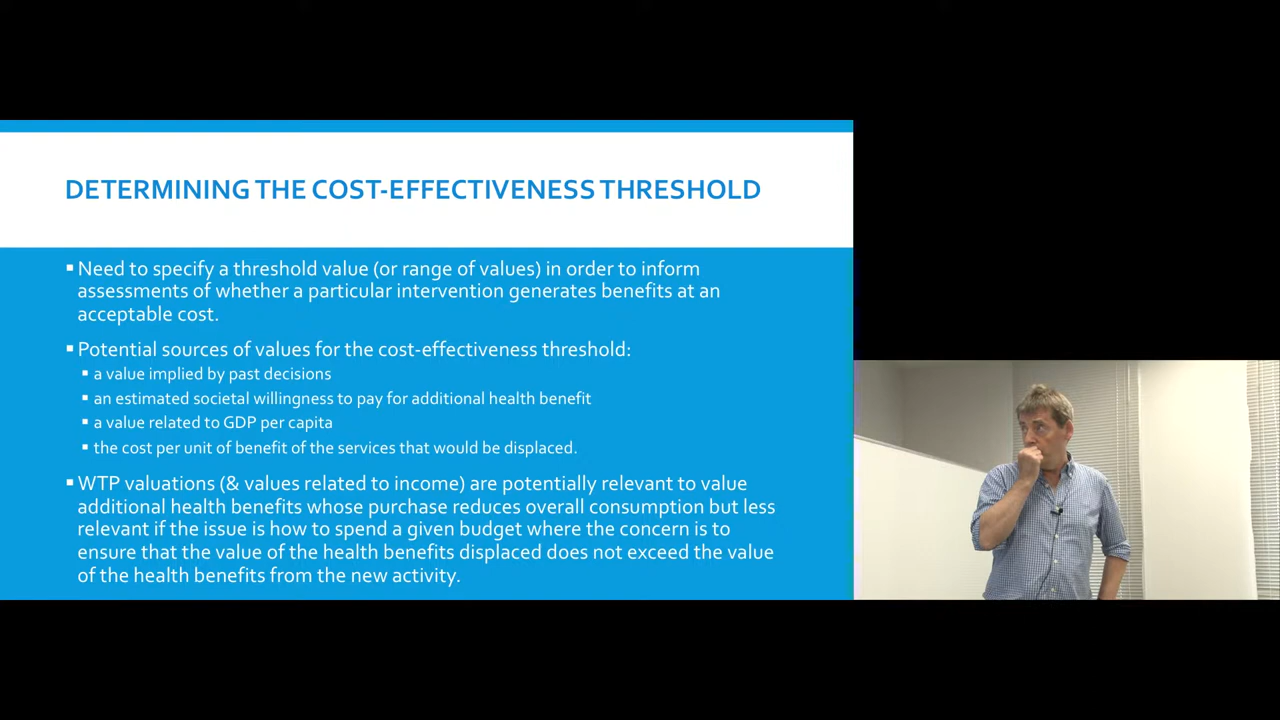 DETERMINING THE COST-EFFECTIVENESS THRESHOLD
▪ Need to specify a threshold value (or range of values) in order to inform
assessments of whether a particular intervention generates benefits at an
acceptable cost.
▪ Potential sources of values for the cost-effectiveness threshold:
▪ a value implied by past decisions
▪ an estimated societal willingness to pay for additional health benefit
▪ a value related to GDP per capita
▪ the cost per unit of benefit of the services that would be displaced.
▪ WTP valuations (& values related to income) are potentially relevant to value
additional health benefits whose purchase reduces overall consumption but less
relevant if the issue is how to spend a given budget where the concern is to
ensure that the value of the health benefits displaced does not exceed the value
of the health benefits from the new activity.